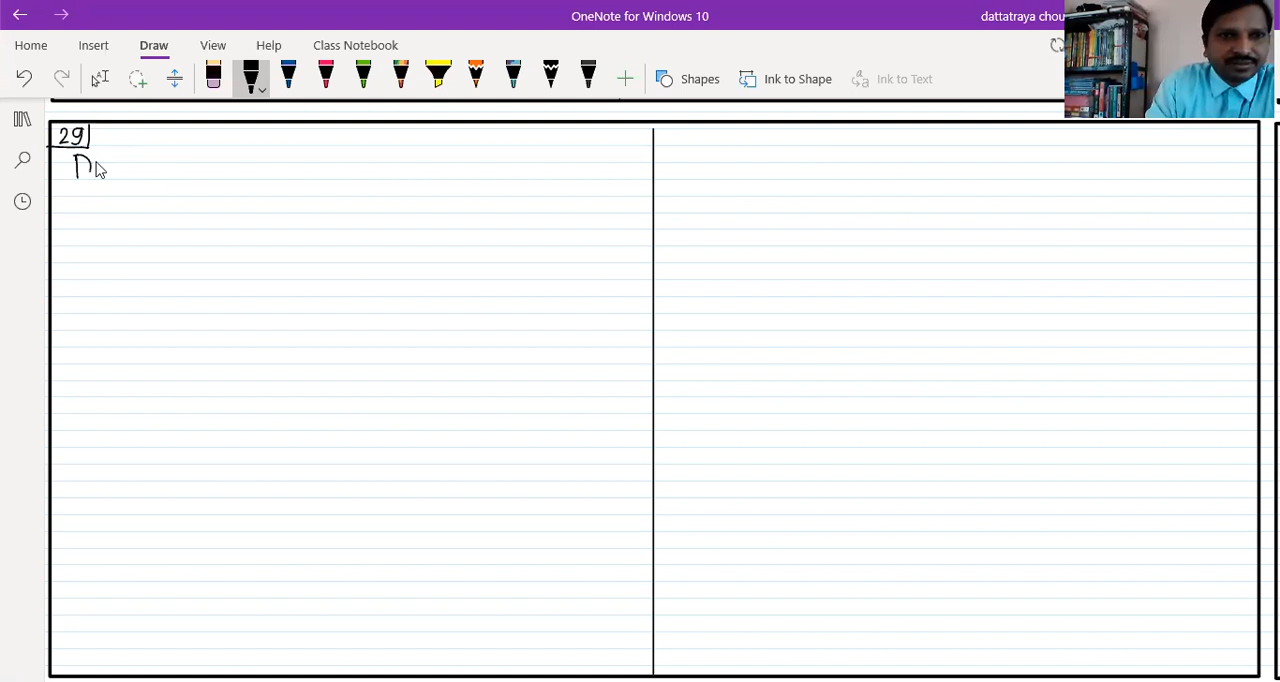 OneNote for Windows 10
dattatraya chou
Home Insert Draw View Help Class Notebook
Shapes Ink to Shape Ink to Text
29